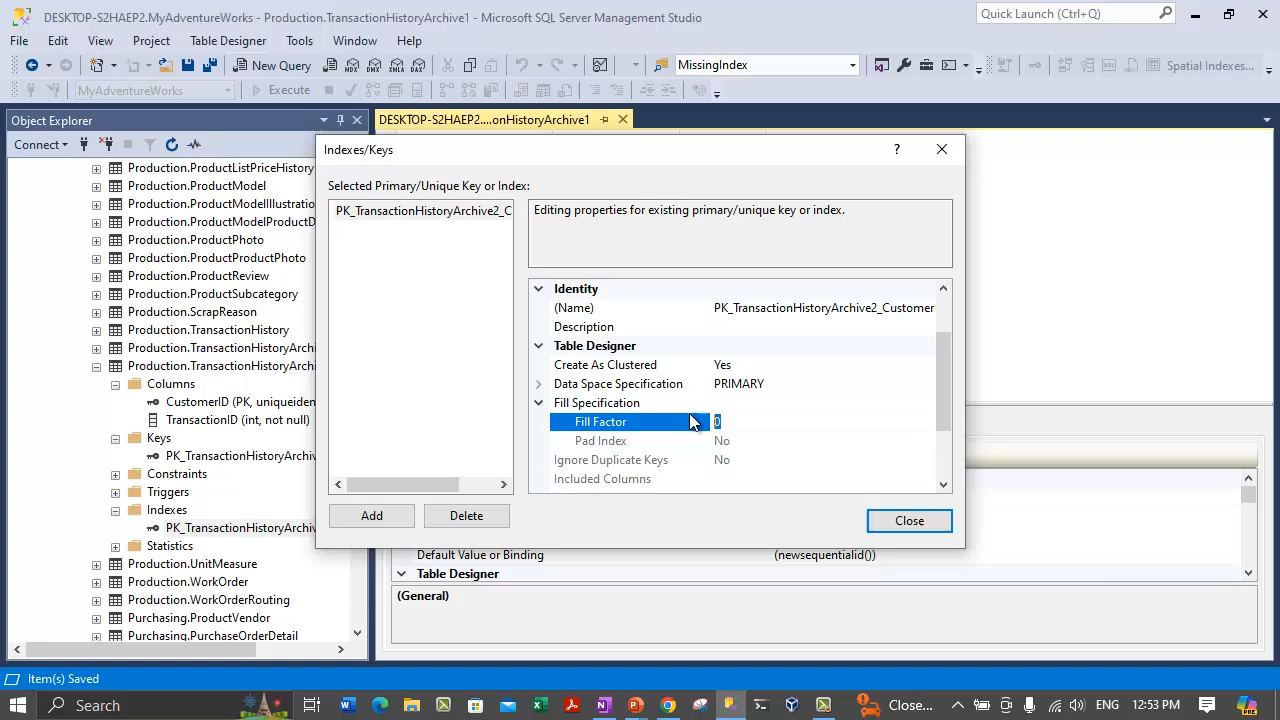 DESKTOP-S2HAEP2.MyAdventureWorks - Production.TransactionHistoryArchive1 - Microsoft SQL Server Management Studio
Quick Launch (Ctrl+Q)
File Edit View Project Table Designer Tools Window Help
New Query MDX DMX XMLA DAX MissingIndex Spatial Indexes...
MyAdventureWorks Execute
Object Explorer
DESKTOP-S2HAEP2....onHistoryArchive1
Connect
Production.ProductListPriceHistory
Production.ProductModel
Production.ProductModelIllustratio
Production.ProductModelProductD
Production.ProductPhoto
Production.ProductProductPhoto
Production.ProductReview
Production.ProductSubcategory
Production.ScrapReason
Production.TransactionHistory
Production.TransactionHistoryArchi
Production.TransactionHistoryArchi
Columns
CustomerID (PK, uniqueiden
TransactionID (int, not null)
Keys
PK_TransactionHistoryArchiv
Constraints
Triggers
Indexes
PK_TransactionHistoryArchiv
Statistics
Production.UnitMeasure
Production.WorkOrder
Production.WorkOrderRouting
Purchasing.ProductVendor
Purchasing.PurchaseOrderDetail
Indexes/Keys
Selected Primary/Unique Key or Index:
PK_TransactionHistoryArchive2_C
Editing properties for existing primary/unique key or index.
Identity
(Name) PK_TransactionHistoryArchive2_Customer
Description
Table Designer
Create As Clustered Yes
Data Space Specification PRIMARY
Fill Specification
Fill Factor 0
Pad Index No
Ignore Duplicate Keys No
Included Columns
Add Delete Close
Default Value or Binding (newsequentialid())
Table Designer
(General)
Item(s) Saved
Search Close... ENG 12:53 PM